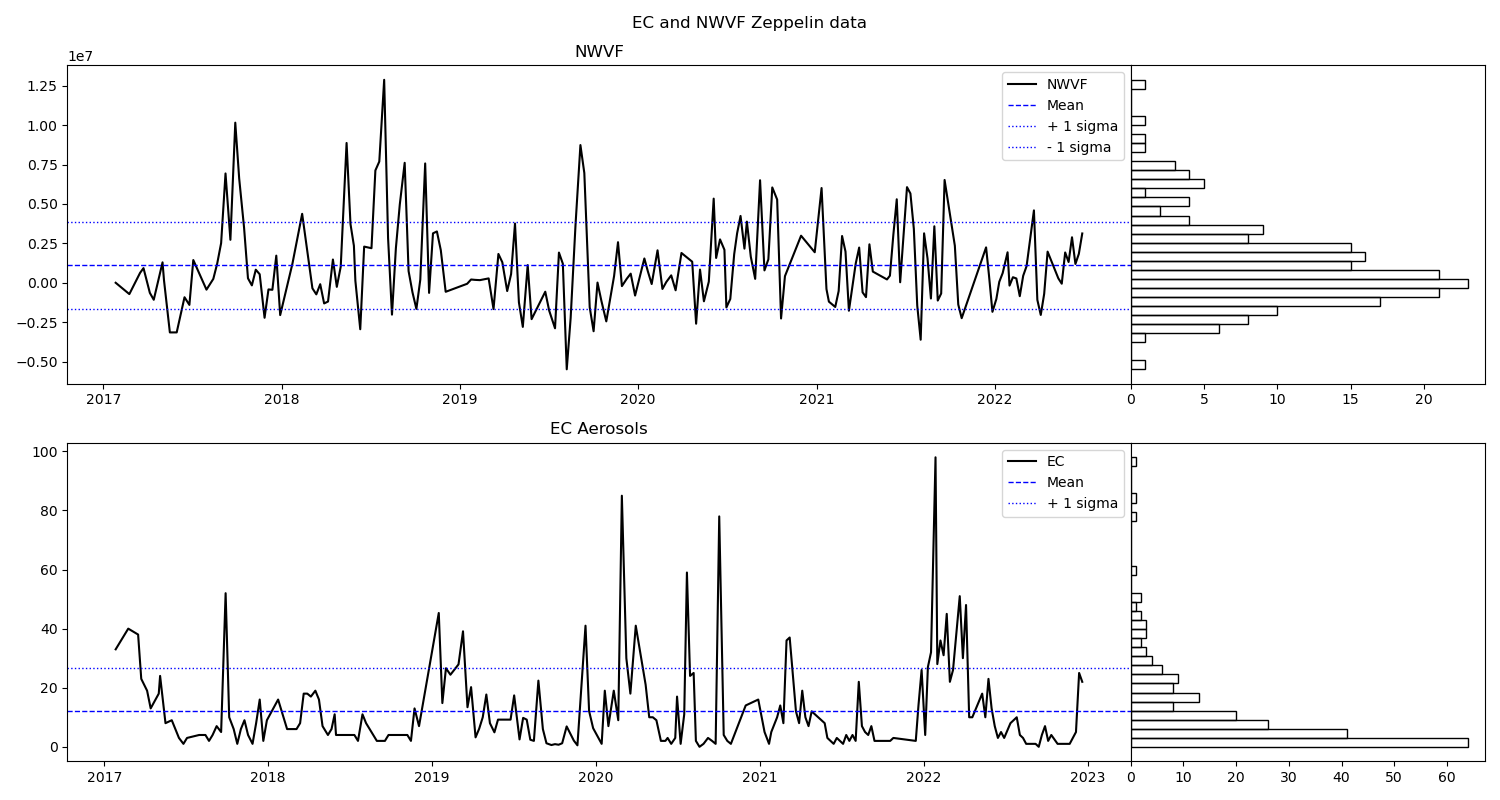 EC and NWVF Zeppelin data
NWVF
1e7
1.25
1.00
0.75
0.50
0.25
0.00
−0.25
−0.50
NWVF
Mean
+ 1 sigma
- 1 sigma
2017 2018 2019 2020 2021 2022
0 5 10 15 20
EC Aerosols
100
80
60
40
20
0
EC
Mean
+ 1 sigma
2017 2018 2019 2020 2021 2022 2023
0 10 20 30 40 50 60